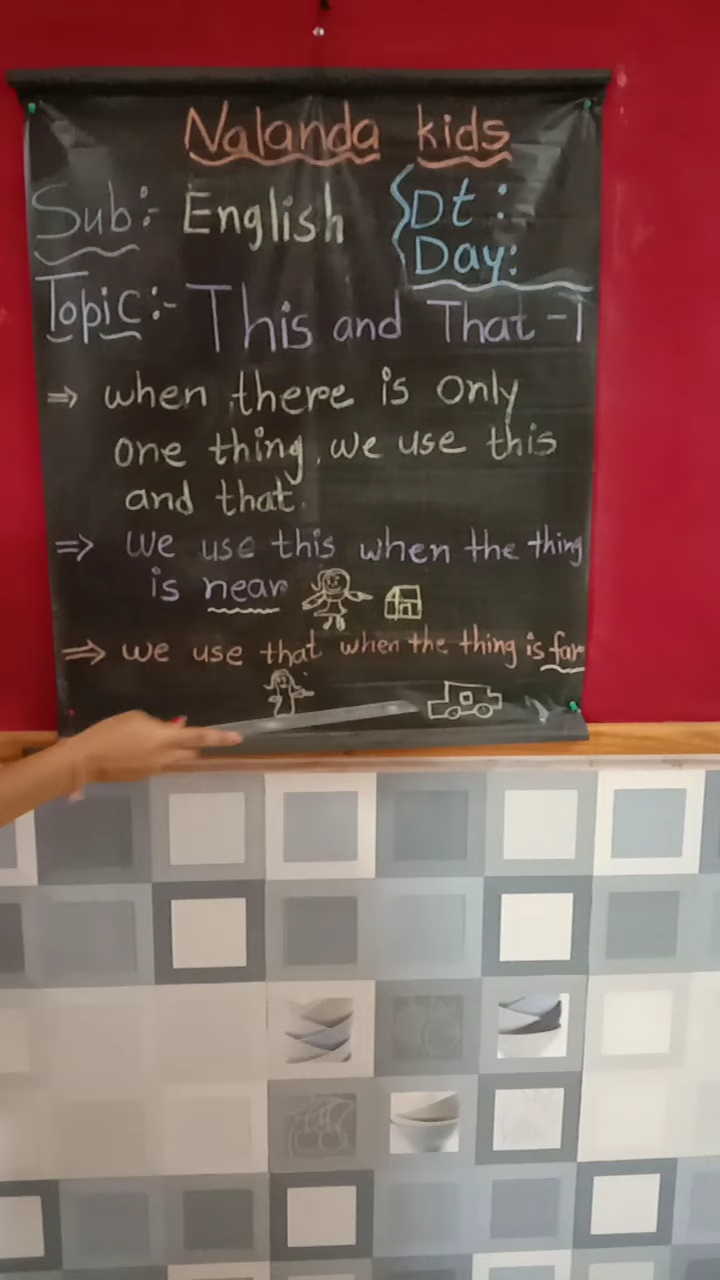 Nalanda kids
Sub:- English
Dt :
Day:
Topic:- This and That -1
⇒ when there is only
one thing, we use this
and that.
⇒ we use this when the thing
is near
⇒ we use that when the thing is far